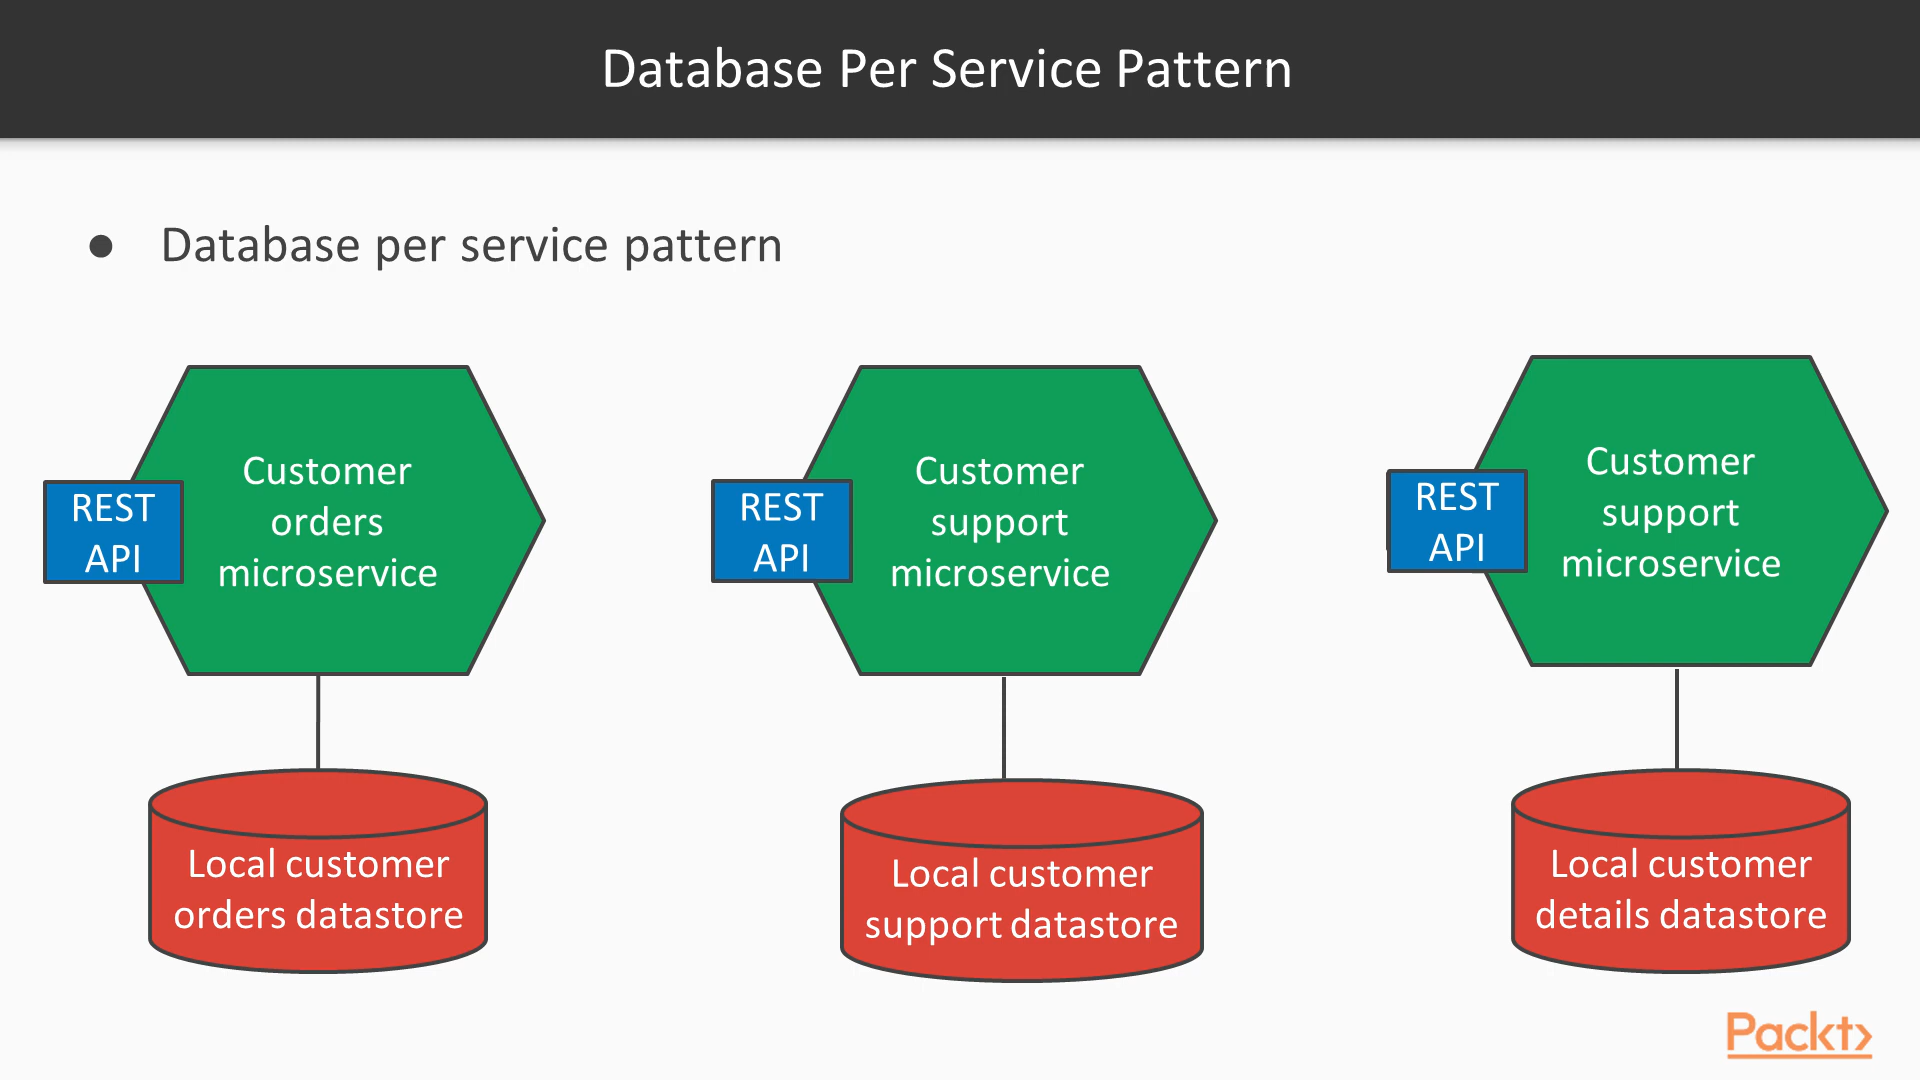 Database Per Service Pattern
● Database per service pattern
REST
API
Customer
orders
microservice
REST
API
Customer
support
microservice
REST
API
Customer
support
microservice
Local customer
orders datastore
Local customer
support datastore
Local customer
details datastore
Packt>